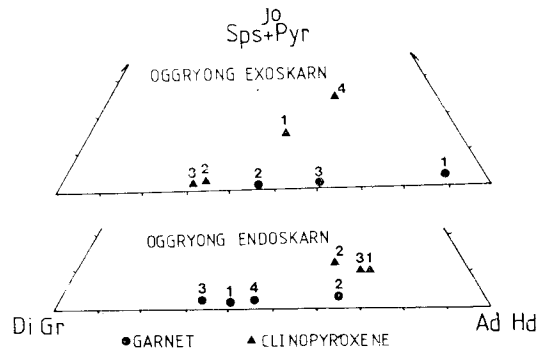 Jo
Sps+Pyr
OGGRYONG EXOSKARN
4
1
3 2 2 3 1
OGGRYONG ENDOSKARN
2
31
3 1 4 2
Di Gr Ad Hd
GARNET CLINOPYROXENE